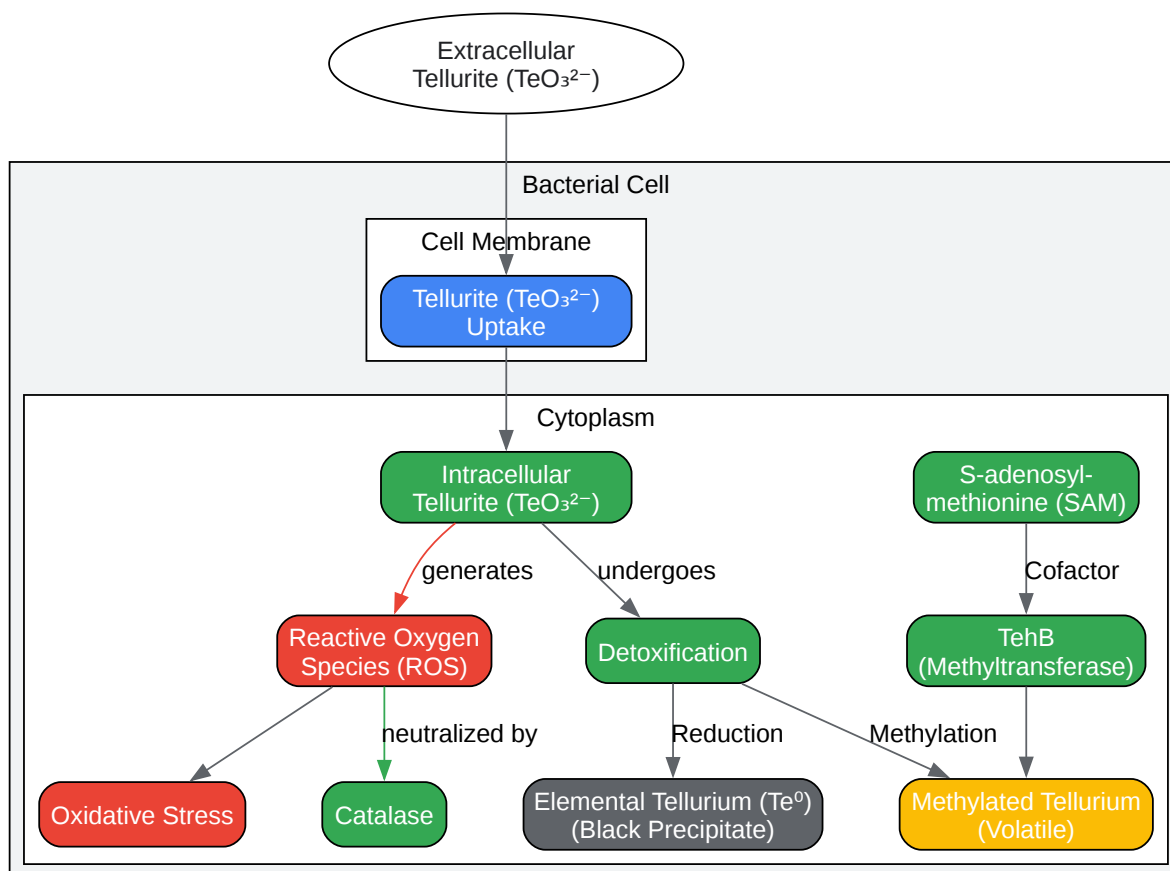 Extracellular
Tellurite (TeO₃²⁻)
Bacterial Cell
Cell Membrane
Tellurite (TeO₃²⁻)
Uptake
Cytoplasm
Intracellular
Tellurite (TeO₃²⁻)
S-adenosyl-
methionine (SAM)
generates
undergoes
Cofactor
Reactive Oxygen
Species (ROS)
Detoxification
TehB
(Methyltransferase)
neutralized by
Reduction
Methylation
Oxidative Stress
Catalase
Elemental Tellurium (Te⁰)
(Black Precipitate)
Methylated Tellurium
(Volatile)